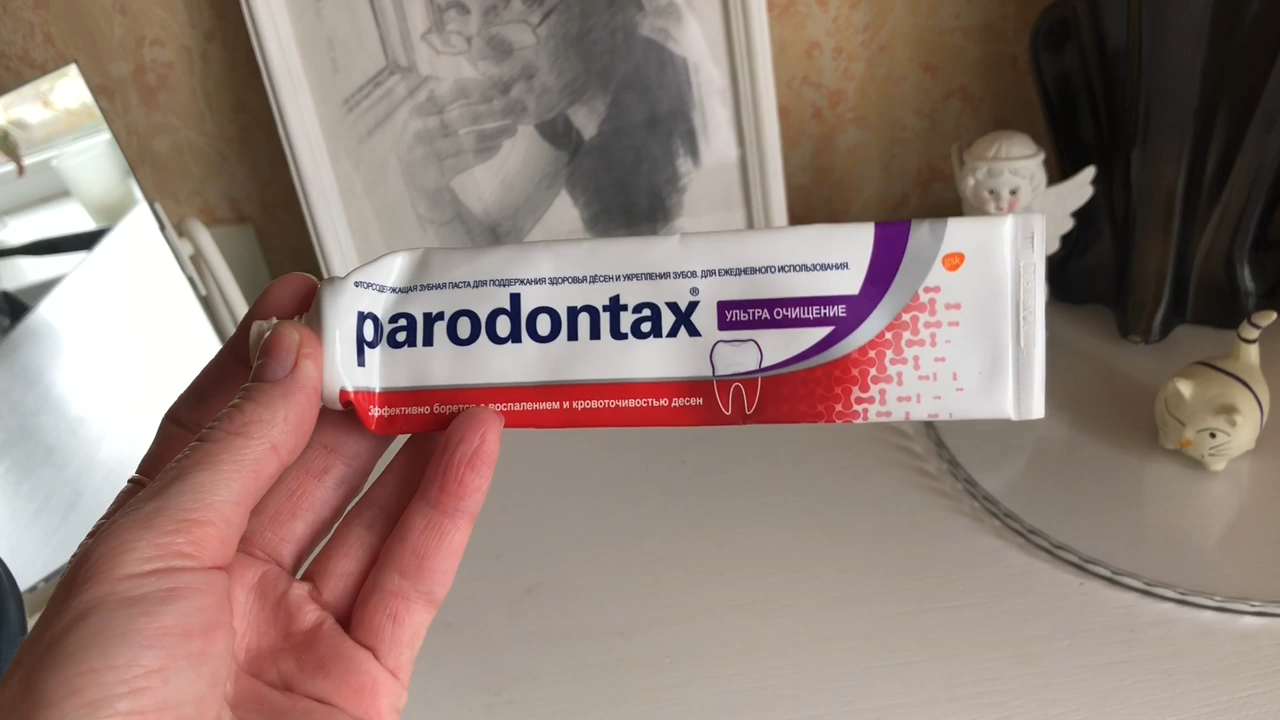 ФТОРСОДЕРЖАЩАЯ ЗУБНАЯ ПАСТА ДЛЯ ПОДДЕРЖАНИЯ ЗДОРОВЬЯ ДЁСЕН И УКРЕПЛЕНИЯ ЗУБОВ. ДЛЯ ЕЖЕДНЕВНОГО ИСПОЛЬЗОВАНИЯ.
gsk
parodontax®
УЛЬТРА ОЧИЩЕНИЕ
Эффективно борется с воспалением и кровоточивостью десен